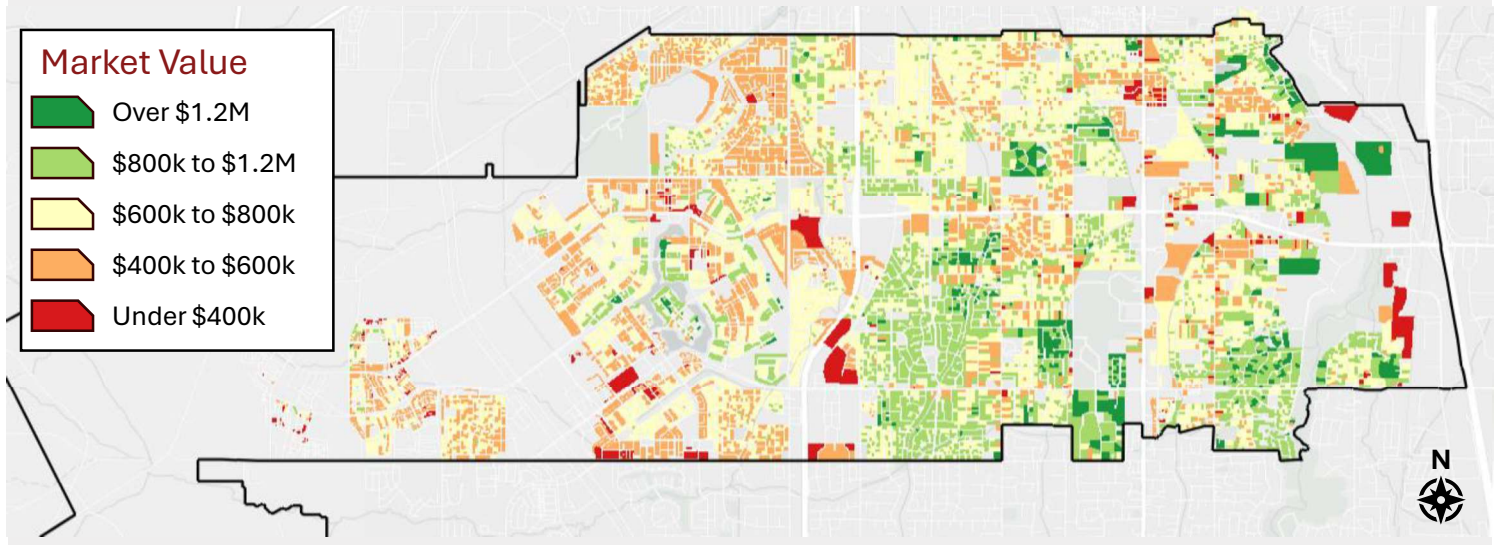 Market Value
Over $1.2M
$800k to $1.2M
$600k to $800k
$400k to $600k
Under $400k
N